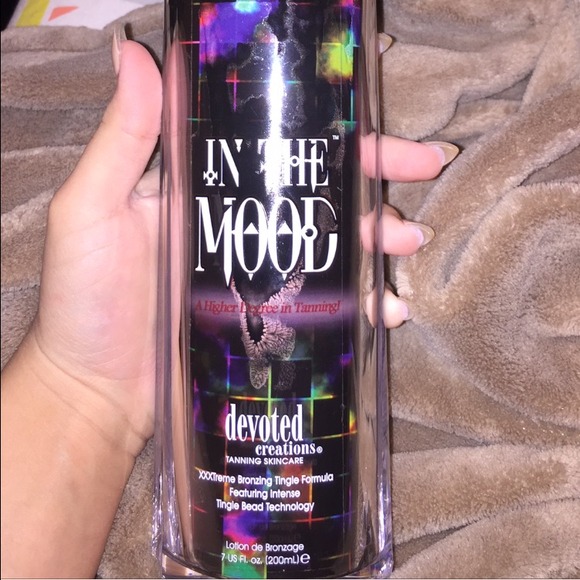 IN THE™
MOOD
A Higher Degree in Tanning!
devoted
creations®
TANNING SKINCARE
XXXTreme Bronzing Tingle Formula
Featuring Intense
Tingle Bead Technology
Lotion de Bronzage
7 US Fl. oz. (200mL) e